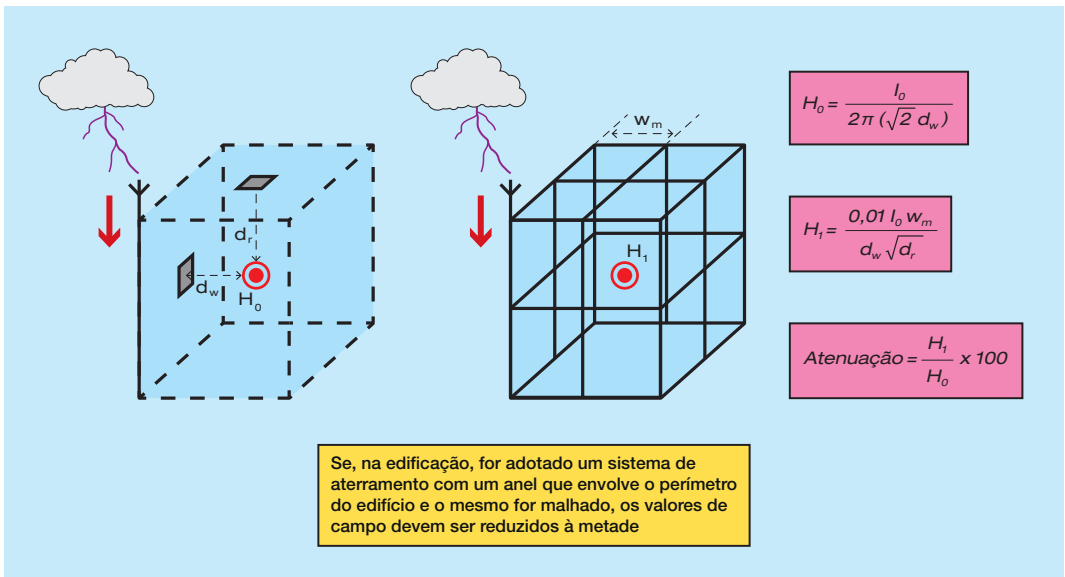 d_r
d_w
H_0
w_m
H_1
H_0 = I_0 / 2π (√2 d_w)
H_1 = 0,01 I_0 w_m / d_w √d_r
Atenuação = H_1 / H_0 x 100
Se, na edificação, for adotado um sistema de
aterramento com um anel que envolve o perímetro
do edifício e o mesmo for malhado, os valores de
campo devem ser reduzidos à metade